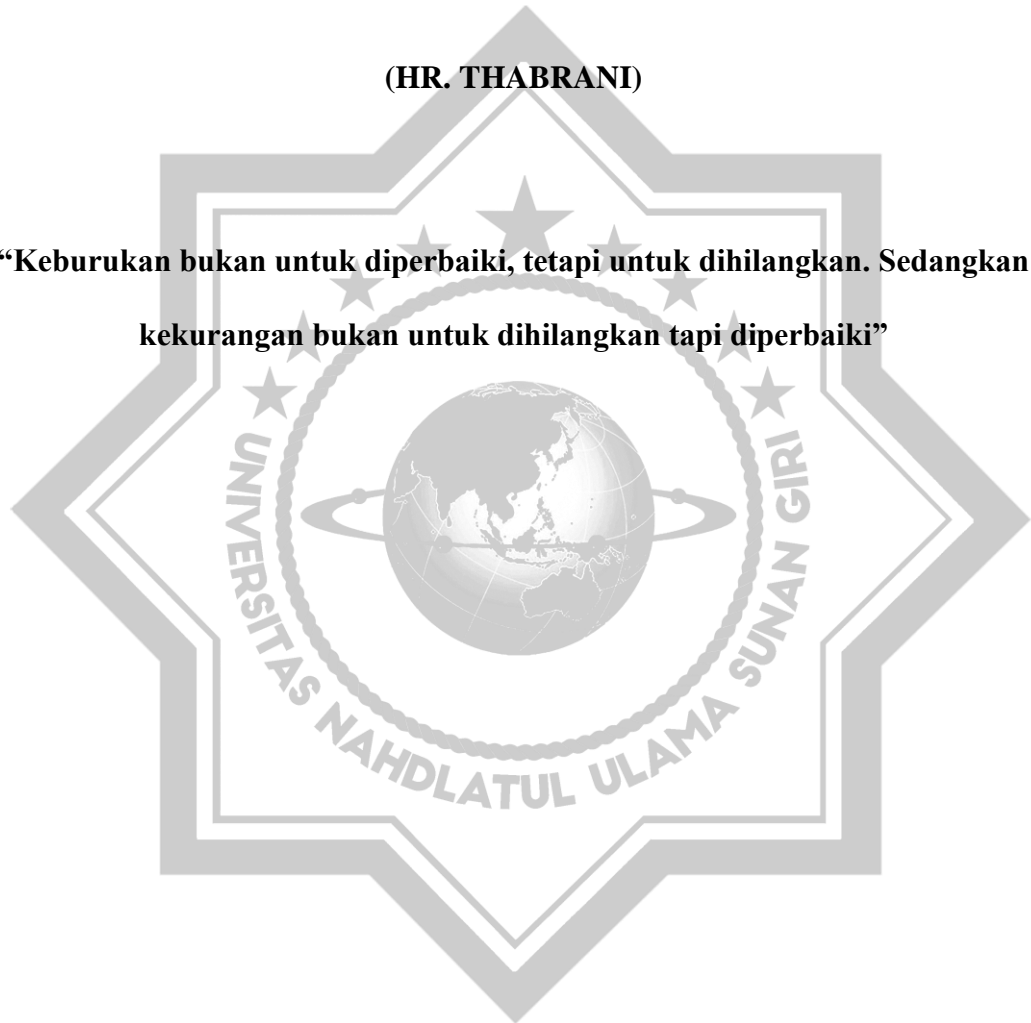 (HR. THABRANI)
“Keburukan bukan untuk diperbaiki, tetapi untuk dihilangkan. Sedangkan
kekurangan bukan untuk dihilangkan tapi diperbaiki”
UNIVERSITAS NAHDLATUL ULAMA SUNAN GIRI